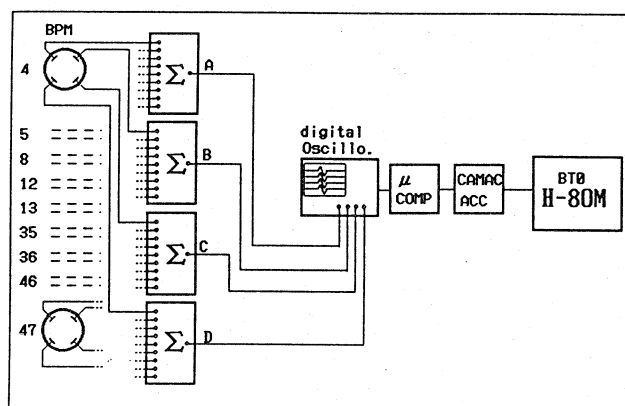 BPM
4
5
8
12
13
35
36
46
47
Σ
A
Σ
B
Σ
C
Σ
D
digital
Oscillo.
μ
COMP
CAMAC
ACC
BT0
H-80M